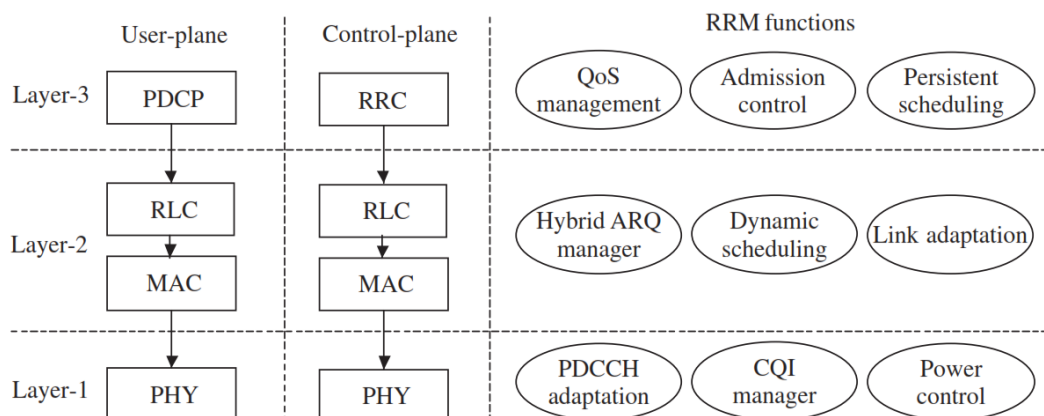 User-plane
Control-plane
RRM functions
Layer-3
PDCP
RRC
QoS
management
Admission
control
Persistent
scheduling
Layer-2
RLC
RLC
MAC
MAC
Hybrid ARQ
manager
Dynamic
scheduling
Link adaptation
Layer-1
PHY
PHY
PDCCH
adaptation
CQI
manager
Power
control